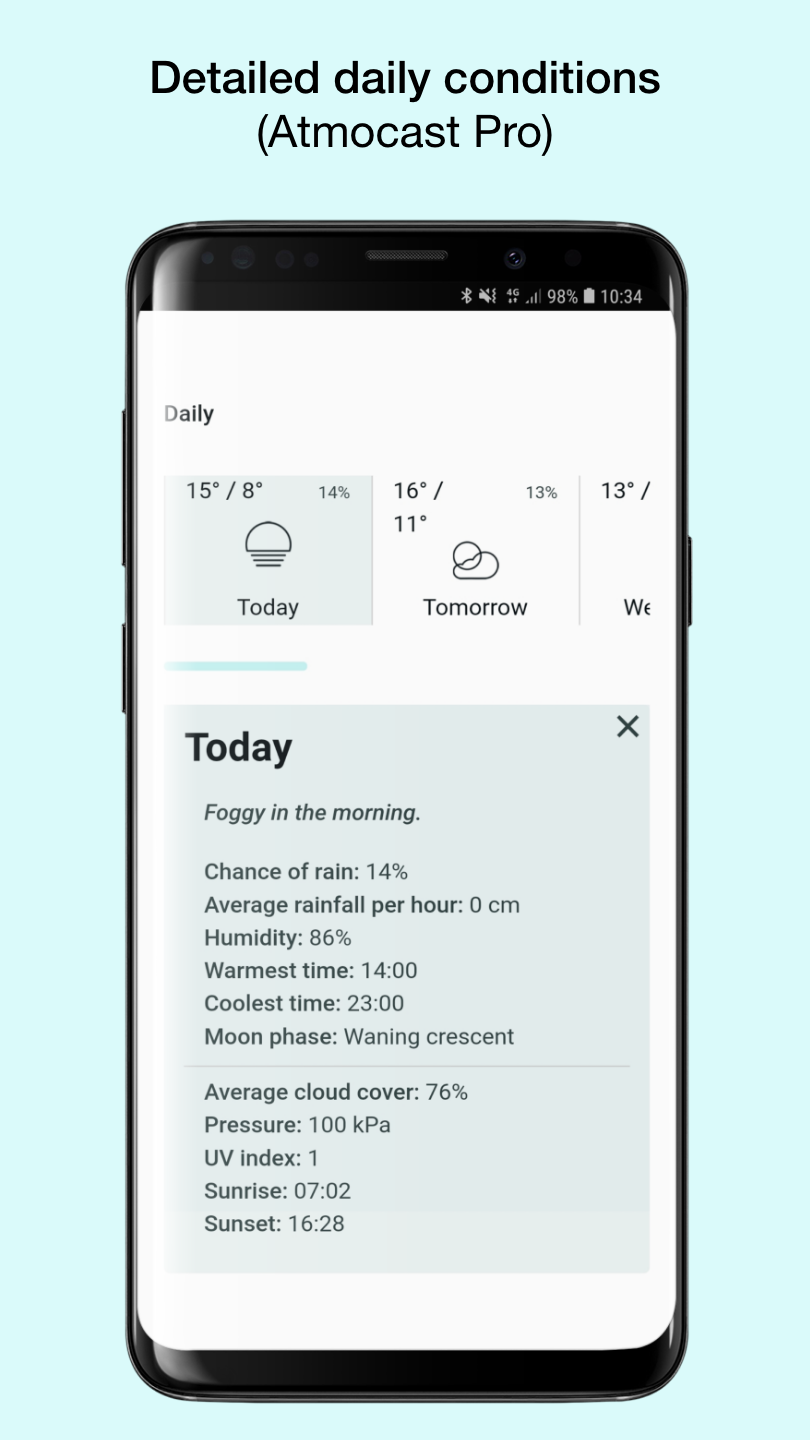 Detailed daily conditions
(Atmocast Pro)
4G 98% 10:34
Daily
15° / 8° 14%
16° / 13%
11°
13° /
Today
Tomorrow
We
Today
Foggy in the morning.
Chance of rain: 14%
Average rainfall per hour: 0 cm
Humidity: 86%
Warmest time: 14:00
Coolest time: 23:00
Moon phase: Waning crescent
Average cloud cover: 76%
Pressure: 100 kPa
UV index: 1
Sunrise: 07:02
Sunset: 16:28